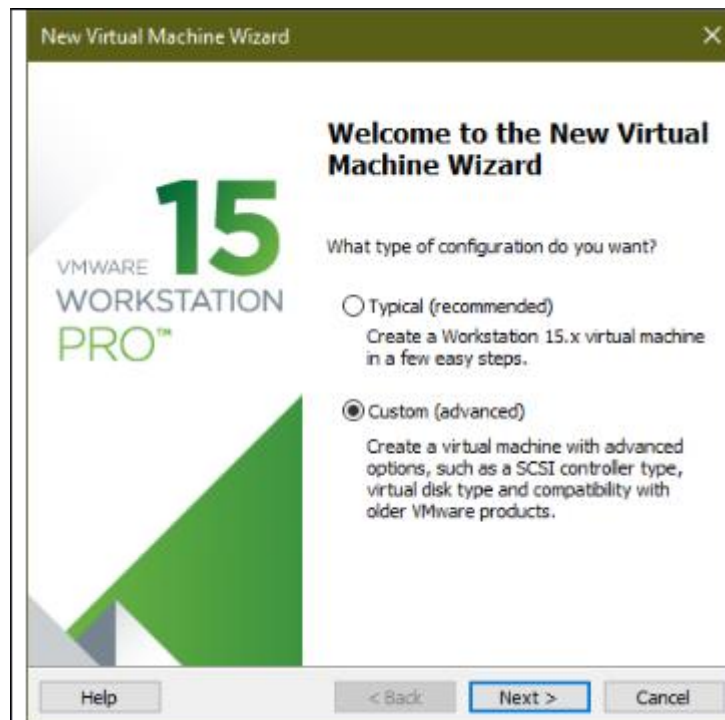 New Virtual Machine Wizard
Welcome to the New Virtual
Machine Wizard
15
VMWARE
WORKSTATION
PRO™
What type of configuration do you want?
Typical (recommended)
Create a Workstation 15.x virtual machine
in a few easy steps.
Custom (advanced)
Create a virtual machine with advanced
options, such as a SCSI controller type,
virtual disk type and compatibility with
older VMware products.
Help
< Back
Next >
Cancel